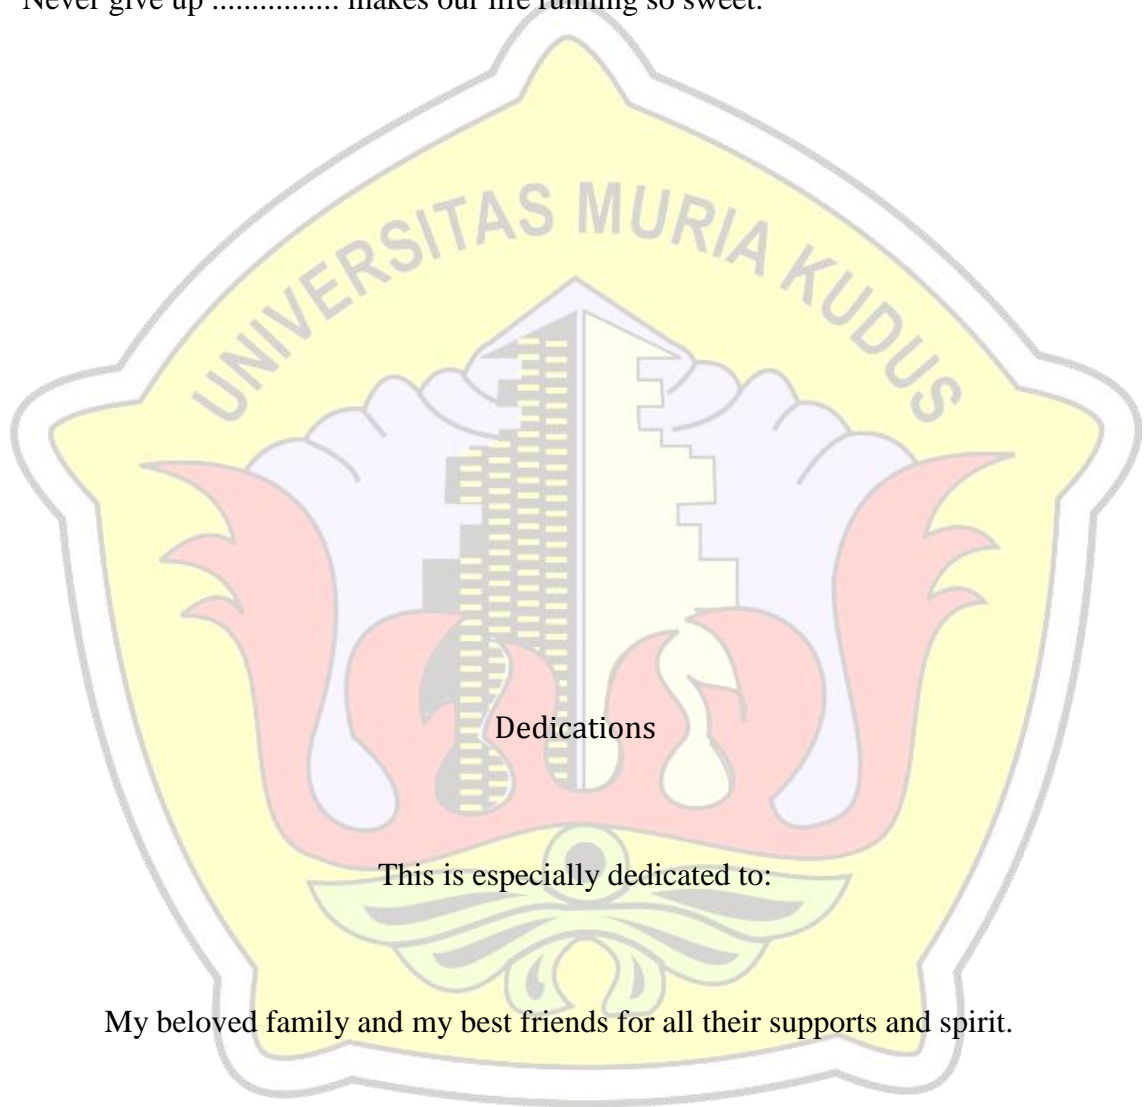 Never give up ................ makes our life running so sweet.
UNIVERSITAS MURIA KUDUS
Dedications
This is especially dedicated to:
My beloved family and my best friends for all their supports and spirit.